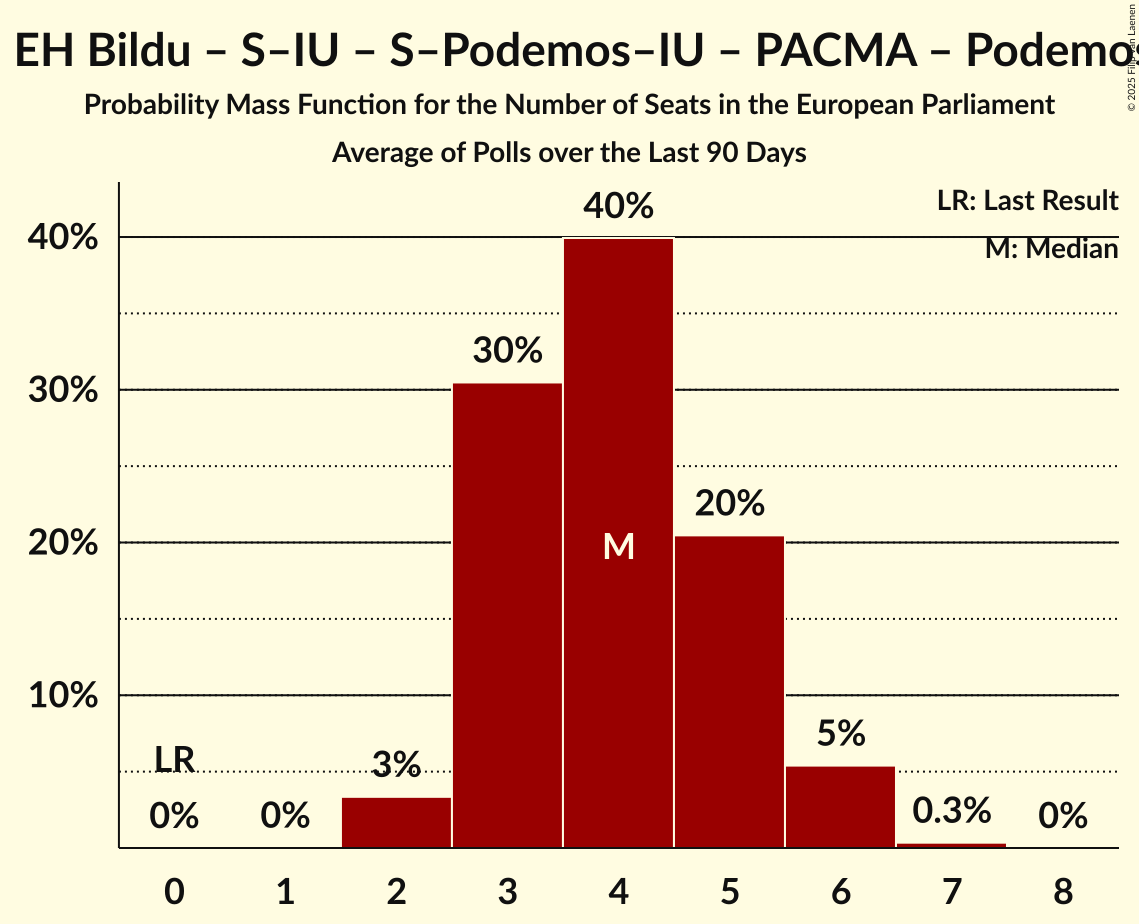 EH Bildu – S–IU – S–Podemos–IU – PACMA – Podemos
Probability Mass Function for the Number of Seats in the European Parliament
Average of Polls over the Last 90 Days
© 2025 Filip van Laenen
LR: Last Result
M: Median
40%
30%
20%
10%
LR
0%
0%
3%
30%
40%
M
20%
5%
0.3%
0%
0 1 2 3 4 5 6 7 8